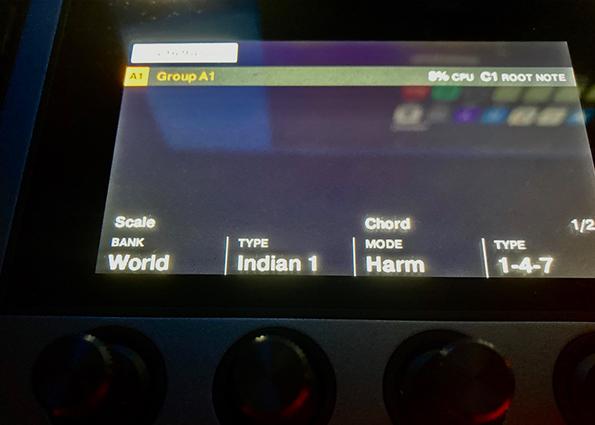 A1 Group A1 8% CPU C1 ROOT NOTE
Scale Chord 1/2
BANK TYPE MODE TYPE
World Indian 1 Harm 1-4-7